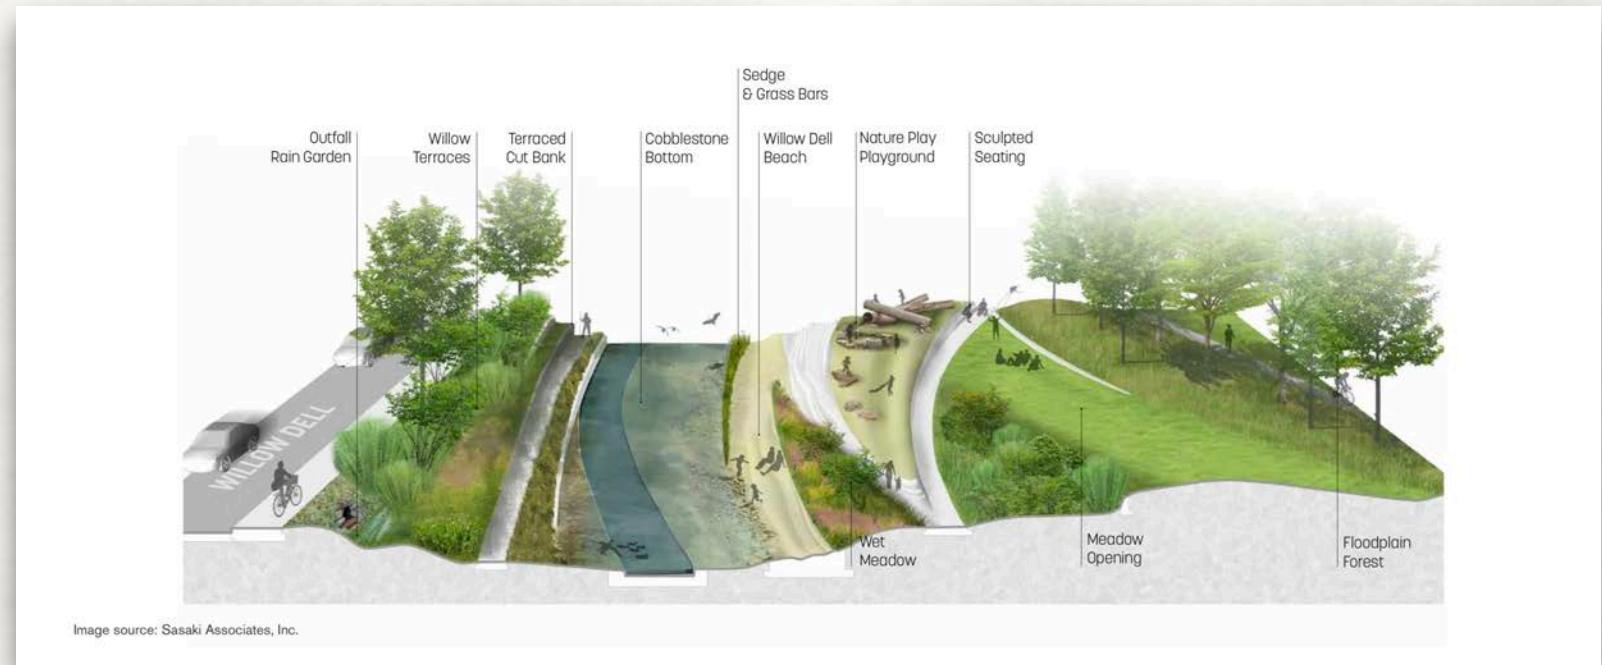 Sedge
& Grass Bars
Outfall
Rain Garden
Willow
Terraces
Terraced
Cut Bank
Cobblestone
Bottom
Willow Dell
Beach
Nature Play
Playground
Sculpted
Seating
WILLOW DELL
Wet
Meadow
Meadow
Opening
Floodplain
Forest
Image source: Sasaki Associates, Inc.